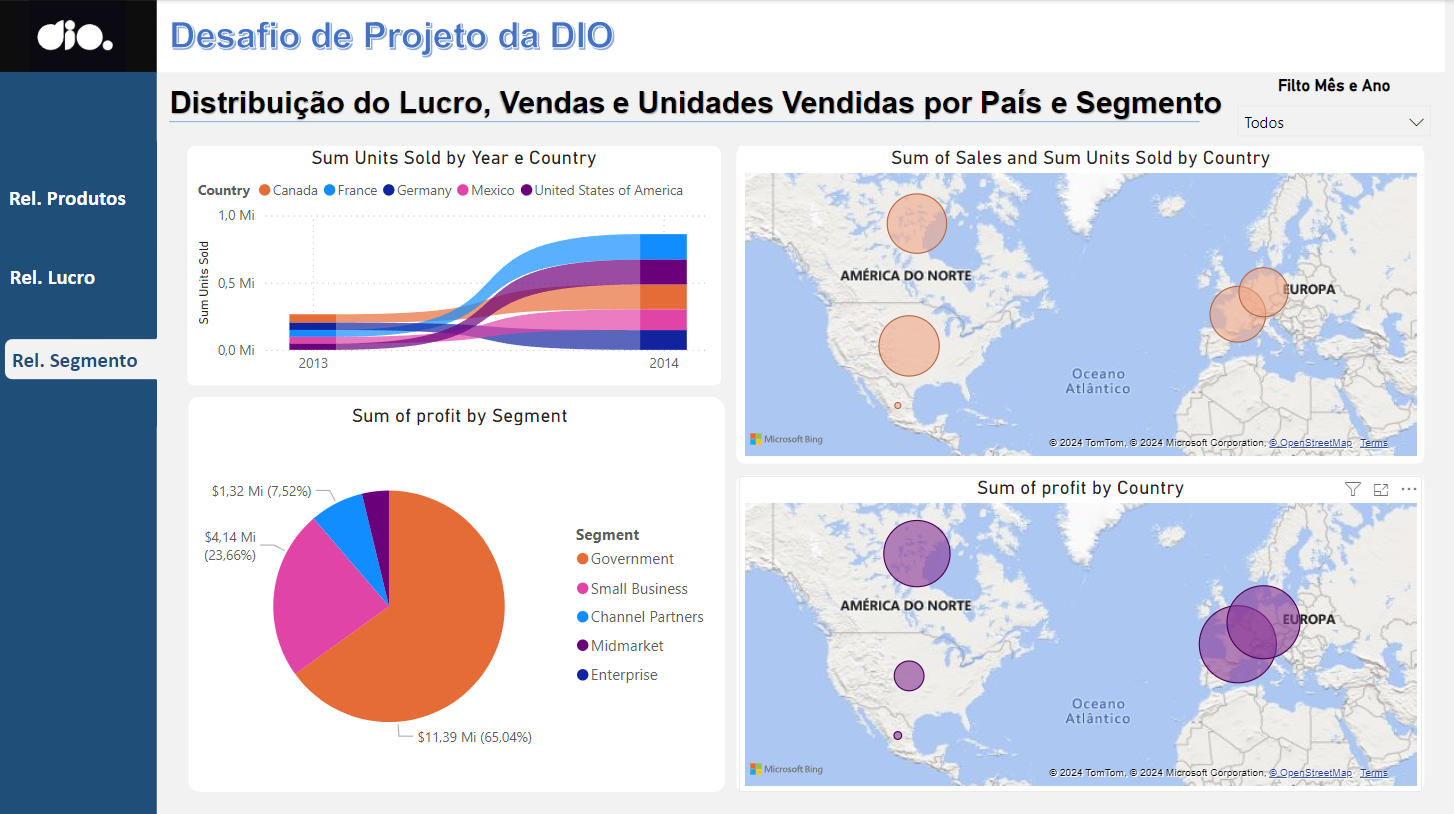 dio.
Desafio de Projeto da DIO
Distribuição do Lucro, Vendas e Unidades Vendidas por País e Segmento
Filto Mês e Ano
Todos
Rel. Produtos
Rel. Lucro
Rel. Segmento
Sum Units Sold by Year e Country
Country Canada France Germany Mexico United States of America
Sum Units Sold
1,0 Mi
0,5 Mi
0,0 Mi
2013 2014
Sum of profit by Segment
$1,32 Mi (7,52%)
$4,14 Mi
(23,66%)
$11,39 Mi (65,04%)
Segment
Government
Small Business
Channel Partners
Midmarket
Enterprise
Sum of Sales and Sum Units Sold by Country
AMÉRICA DO NORTE
EUROPA
Oceano
Atlântico
Microsoft Bing
© 2024 TomTom, © 2024 Microsoft Corporation, © OpenStreetMap Terms
Sum of profit by Country
AMÉRICA DO NORTE
EUROPA
Oceano
Atlântico
Microsoft Bing
© 2024 TomTom, © 2024 Microsoft Corporation, © OpenStreetMap Terms